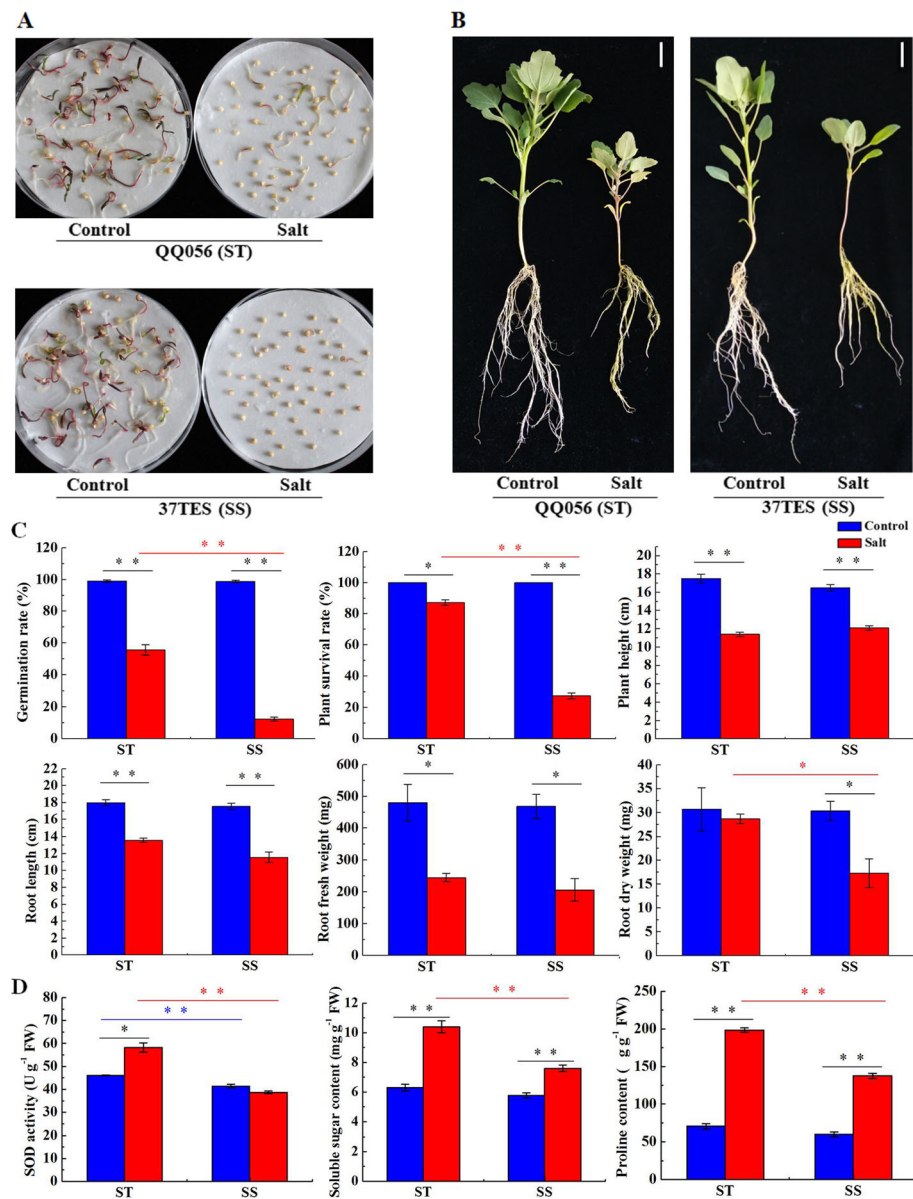 A
Control Salt
QQ056 (ST)
Control Salt
37TES (SS)
B
Control Salt
QQ056 (ST)
Control Salt
37TES (SS)
C
Control
Salt
Germination rate (%)
120
100
80
60
40
20
0
* *
* *
* *
ST SS
Plant survival rate (%)
120
100
80
60
40
20
0
* *
*
* *
ST SS
Plant height (cm)
18
16
14
12
10
8
6
4
2
0
* *
* *
ST SS
Root length (cm)
18
16
14
12
10
8
6
4
2
0
* *
* *
ST SS
Root fresh weight (mg)
600
500
400
300
200
100
0
*
*
ST SS
Root dry weight (mg)
40
35
30
25
20
15
10
5
0
*
*
ST SS
D
SOD activity (U g-1 FW)
80
70
60
50
40
30
20
10
0
* *
* *
*
ST SS
Soluble sugar content (mg g-1 FW)
12
10
8
6
4
2
0
* *
* *
* *
ST SS
Proline content ( g g-1 FW)
200
150
100
50
0
* *
* *
* *
ST SS